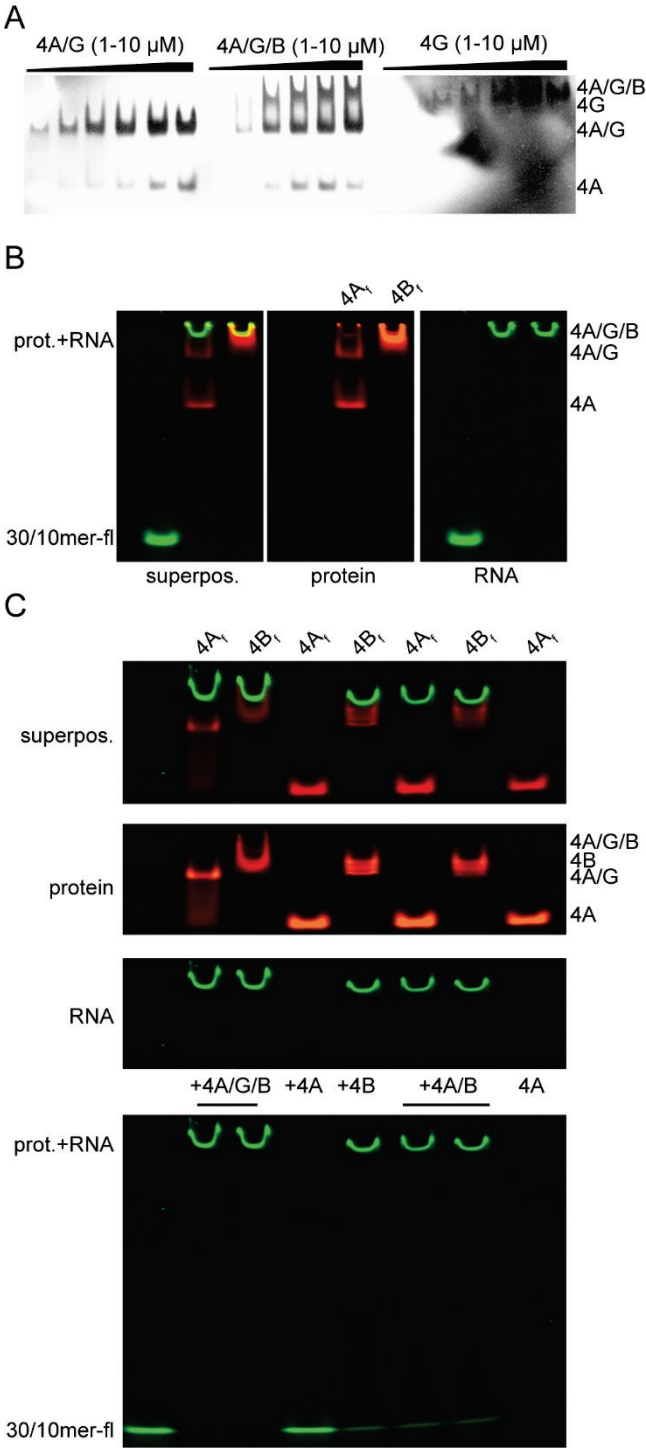 A
4A/G (1-10 µM) 4A/G/B (1-10 µM) 4G (1-10 µM)
4A/G/B
4G
4A/G
4A
B
4Af 4Bf
prot.+RNA
4A/G/B
4A/G
4A
30/10mer-fl
superpos. protein RNA
C
4Af 4Bf 4Af 4Bf 4Af 4Bf 4Af
superpos.
protein
4A/G/B
4B
4A/G
4A
RNA
+4A/G/B +4A +4B +4A/B 4A
prot.+RNA
30/10mer-fl